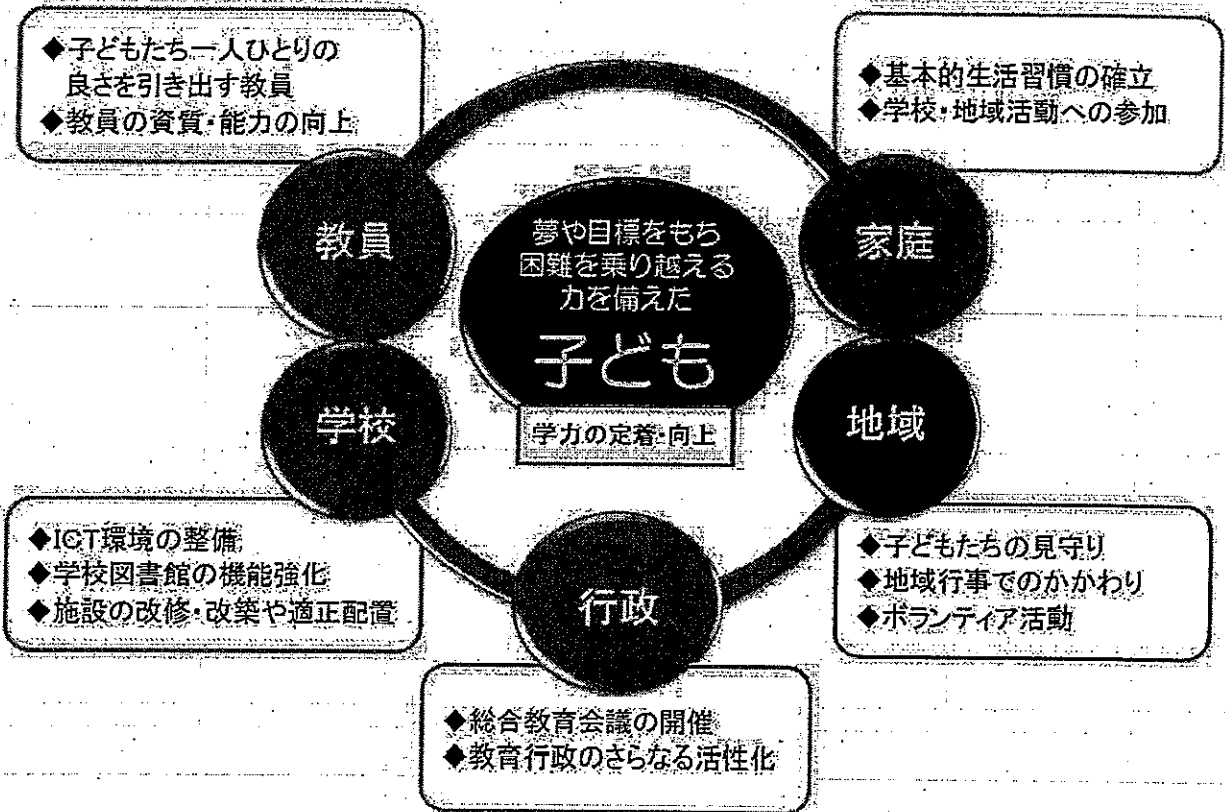 ◆子どもたち一人ひとりの
良さを引き出す教員
◆教員の資質・能力の向上
◆基本的生活習慣の確立
◆学校・地域活動への参加
教員
夢や目標をもち
困難を乗り越える
力を備えた
子ども
学力の定着・向上
家庭
学校
地域
◆ICT環境の整備
◆学校図書館の機能強化
◆施設の改修・改築や適正配置
行政
◆子どもたちの見守り
◆地域行事でのかかわり
◆ボランティア活動
◆総合教育会議の開催
◆教育行政のさらなる活性化